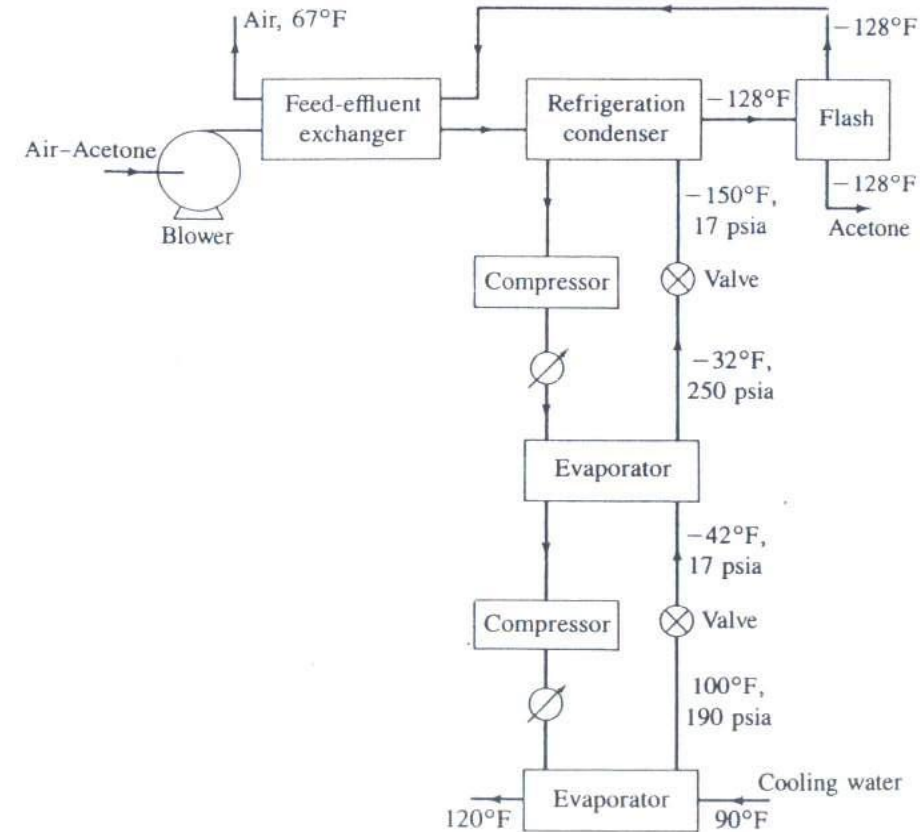 Air, 67°F
−128°F
Feed-effluent
exchanger
Refrigeration
condenser
−128°F
Flash
Air–Acetone
Blower
−150°F,
17 psia
−128°F
Acetone
Compressor
Valve
−32°F,
250 psia
Evaporator
−42°F,
17 psia
Compressor
Valve
100°F,
190 psia
Cooling water
Evaporator
120°F
90°F